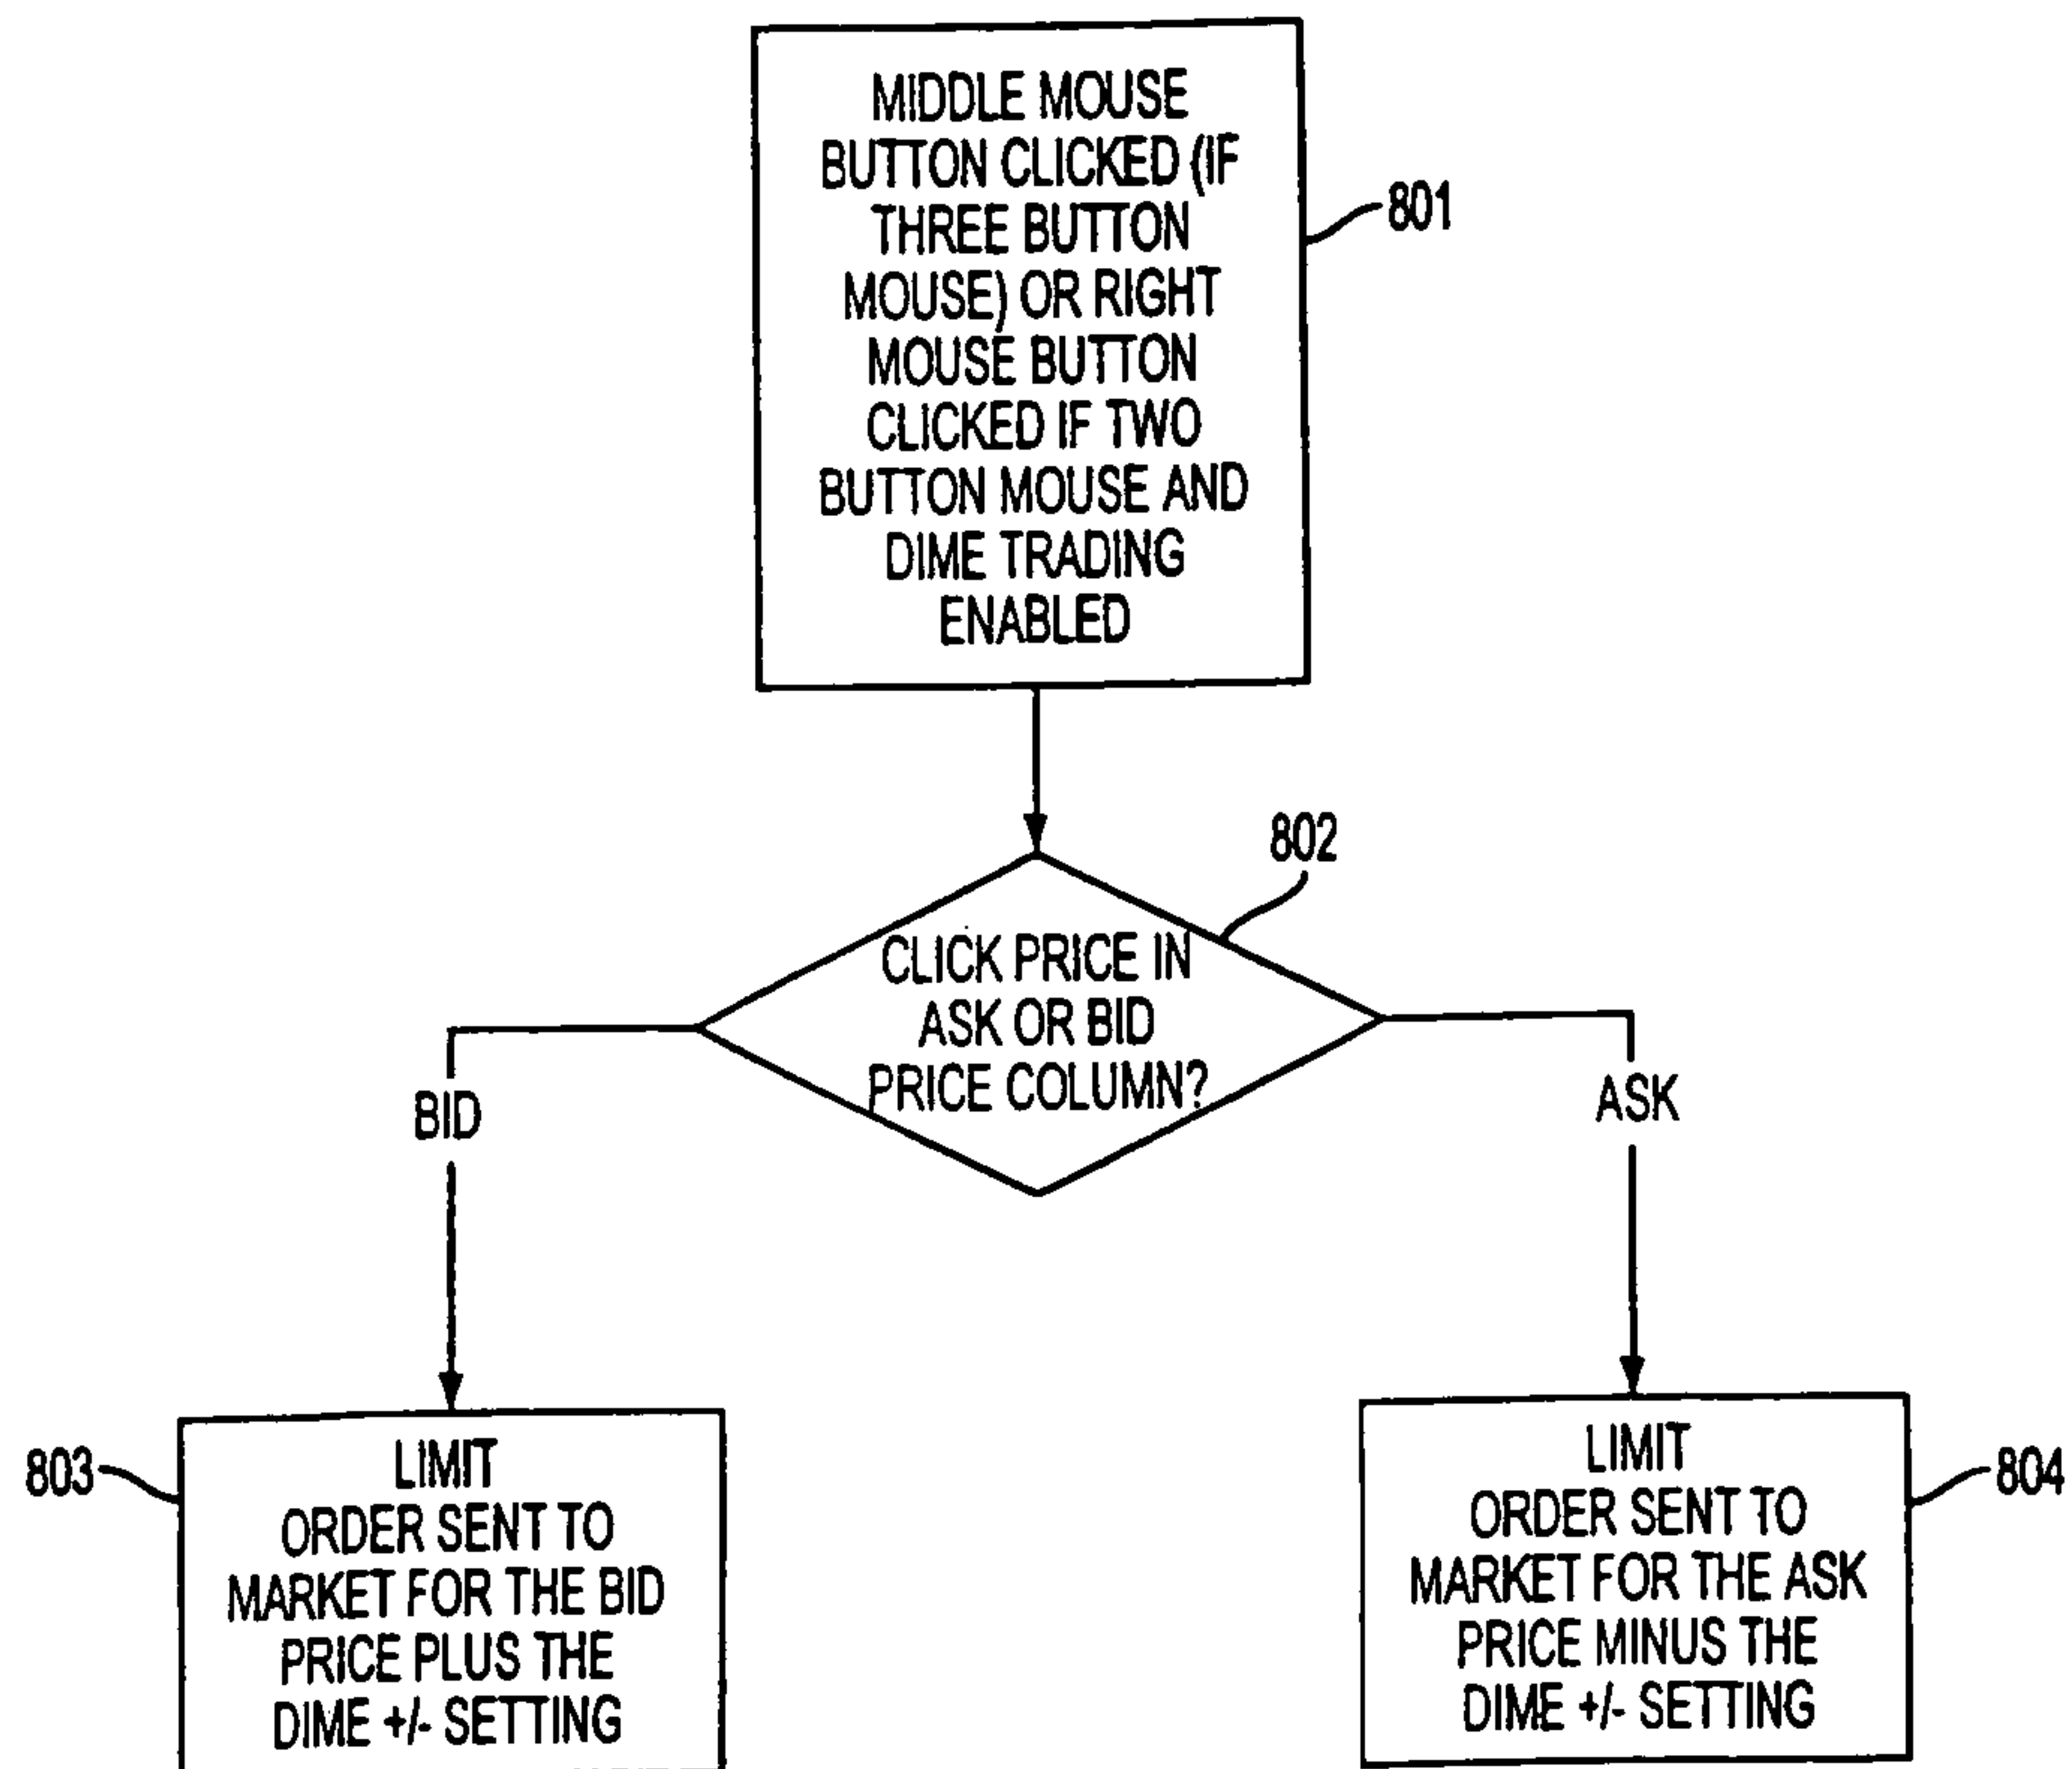 MIDDLE MOUSE
BUTTON CLICKED (IF
THREE BUTTON
MOUSE) OR RIGHT
MOUSE BUTTON
CLICKED IF TWO
BUTTON MOUSE AND
DIME TRADING
ENABLED
801
802
CLICK PRICE IN
ASK OR BID
PRICE COLUMN?
BID
ASK
803
LIMIT
ORDER SENT TO
MARKET FOR THE BID
PRICE PLUS THE
DIME +/- SETTING
LIMIT
ORDER SENT TO
MARKET FOR THE ASK
PRICE MINUS THE
DIME +/- SETTING
804